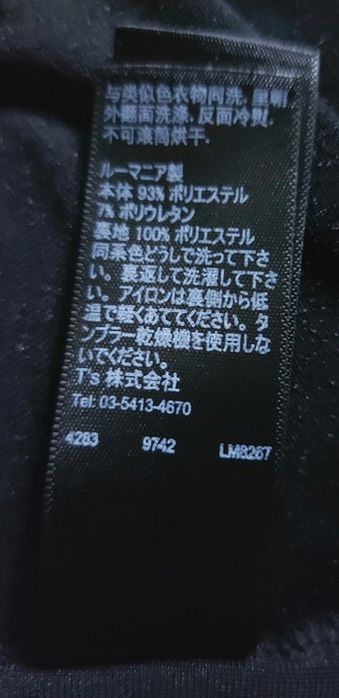 与类似色衣物同洗. 里朝
外翻面洗涤. 反面冷熨.
不可滚筒烘干.
ルーマニア製
本体 93% ポリエステル
7% ポリウレタン
裏地 100% ポリエステル
同系色どうしで洗って下さ
い。裏返して洗濯して下さ
い。アイロンは裏側から低
温で軽くあててください。タ
ンブラー乾燥機を使用しな
いでください。
T's 株式会社
Tel: 03-5413-4670
4283 9742 LM8267